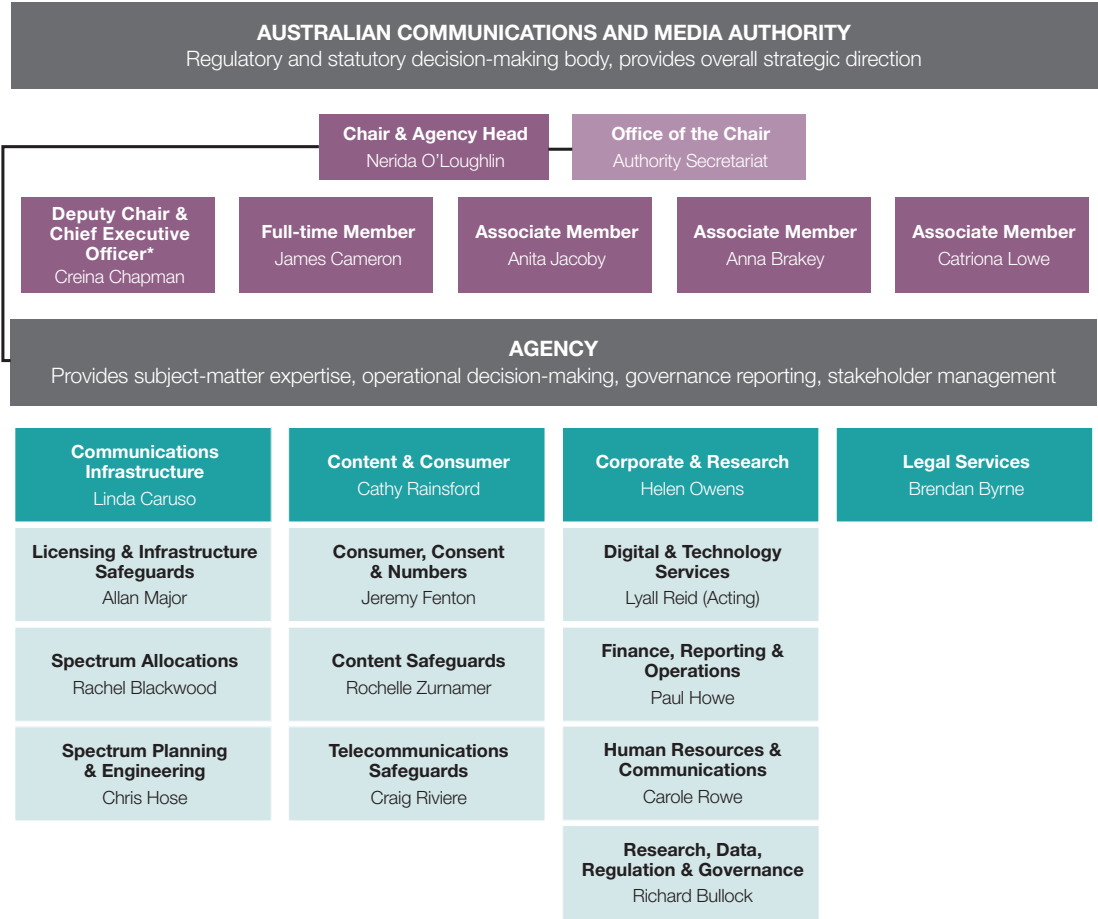 AUSTRALIAN COMMUNICATIONS AND MEDIA AUTHORITY
Regulatory and statutory decision-making body, provides overall strategic direction
Chair & Agency Head
Nerida O’Loughlin
Office of the Chair
Authority Secretariat
Deputy Chair &
Chief Executive
Officer*
Creina Chapman
Full-time Member
James Cameron
Associate Member
Anita Jacoby
Associate Member
Anna Brakey
Associate Member
Catriona Lowe
AGENCY
Provides subject-matter expertise, operational decision-making, governance reporting, stakeholder management
Communications
Infrastructure
Linda Caruso
Licensing & Infrastructure
Safeguards
Allan Major
Spectrum Allocations
Rachel Blackwood
Spectrum Planning
& Engineering
Chris Hose
Content & Consumer
Cathy Rainsford
Consumer, Consent
& Numbers
Jeremy Fenton
Content Safeguards
Rochelle Zurnamer
Telecommunications
Safeguards
Craig Riviere
Corporate & Research
Helen Owens
Digital & Technology
Services
Lyall Reid (Acting)
Finance, Reporting &
Operations
Paul Howe
Human Resources &
Communications
Carole Rowe
Research, Data,
Regulation & Governance
Richard Bullock
Legal Services
Brendan Byrne